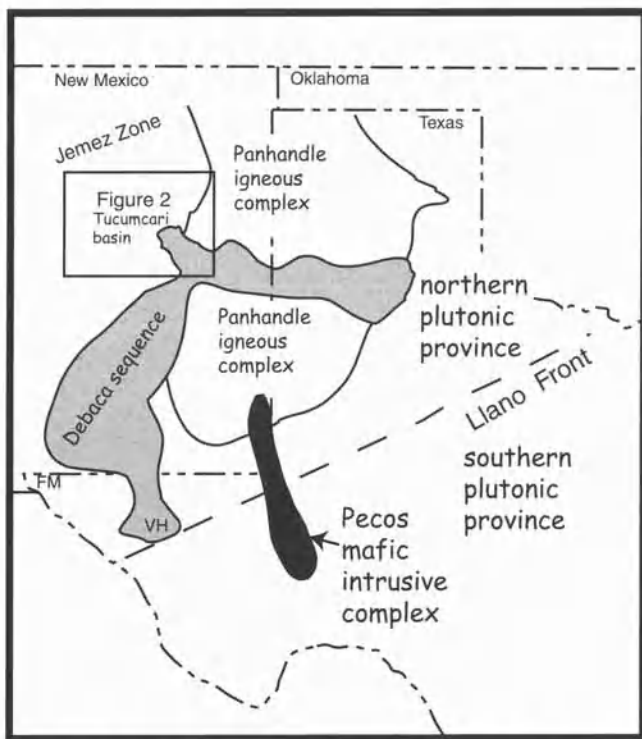 New Mexico
Oklahoma
Texas
Jemez Zone
Panhandle
igneous
complex
Figure 2
Tucumcari
basin
northern
plutonic
province
Panhandle
igneous
complex
Debaca sequence
Llano Front
southern
plutonic
province
FM
VH
Pecos
mafic
intrusive
complex